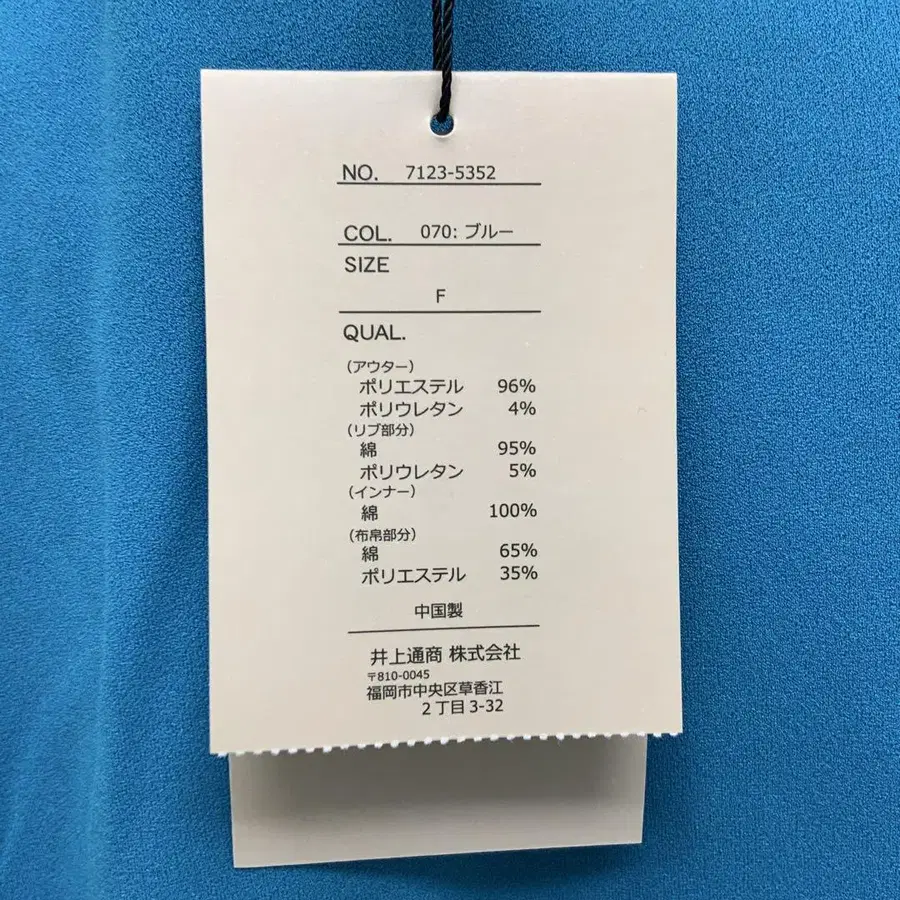 NO. 7123-5352
COL. 070: ブルー
SIZE
F
QUAL.
(アウター)
ポリエステル 96%
ポリウレタン 4%
(リブ部分)
綿 95%
ポリウレタン 5%
(インナー)
綿 100%
(布帛部分)
綿 65%
ポリエステル 35%
中国製
井上通商 株式会社
〒810-0045
福岡市中央区草香江
2丁目3-32